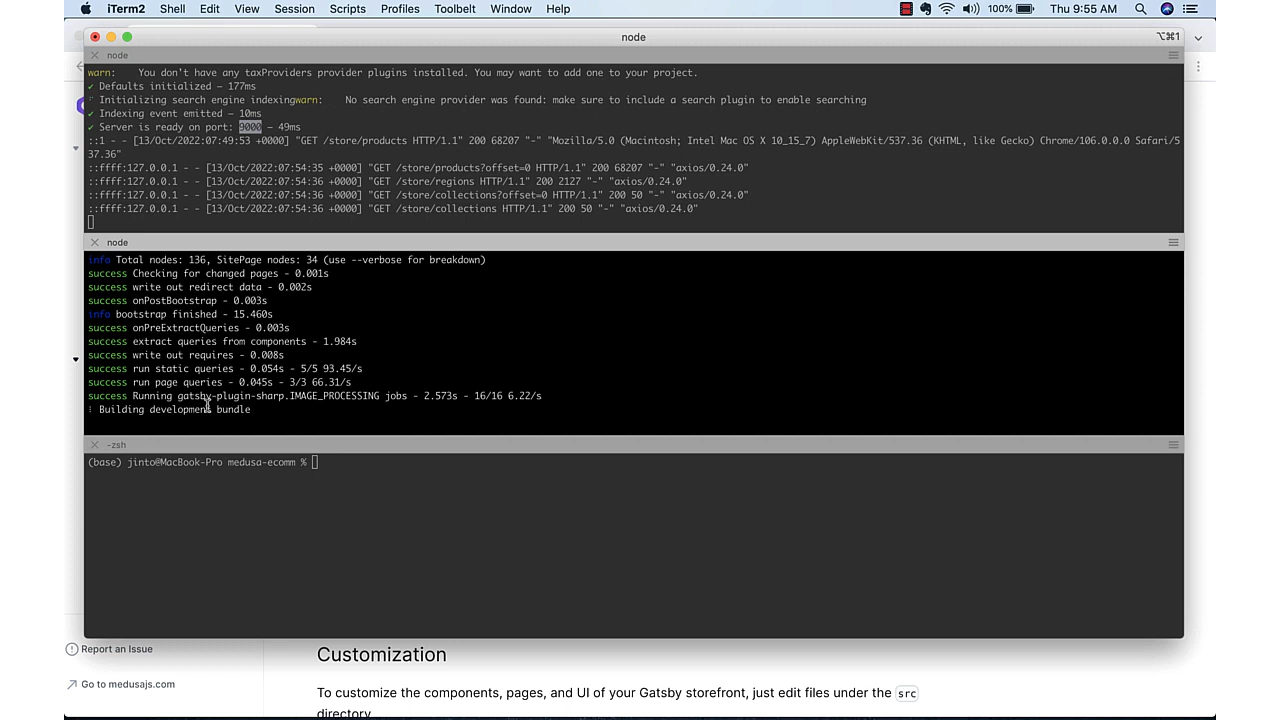 iTerm2 Shell Edit View Session Scripts Profiles Toolbelt Window Help 100% Thu 9:55 AM
node ⌥⌘1
node
warn: You don't have any taxProviders provider plugins installed. You may want to add one to your project.
✔ Defaults initialized – 177ms
Initializing search engine indexingwarn: No search engine provider was found: make sure to include a search plugin to enable searching
✔ Indexing event emitted – 10ms
✔ Server is ready on port: 9000 – 49ms
::1 - - [13/Oct/2022:07:49:53 +0000] "GET /store/products HTTP/1.1" 200 68207 "-" "Mozilla/5.0 (Macintosh; Intel Mac OS X 10_15_7) AppleWebKit/537.36 (KHTML, like Gecko) Chrome/106.0.0.0 Safari/5
37.36"
::ffff:127.0.0.1 - - [13/Oct/2022:07:54:35 +0000] "GET /store/products?offset=0 HTTP/1.1" 200 68207 "-" "axios/0.24.0"
::ffff:127.0.0.1 - - [13/Oct/2022:07:54:36 +0000] "GET /store/regions HTTP/1.1" 200 2127 "-" "axios/0.24.0"
::ffff:127.0.0.1 - - [13/Oct/2022:07:54:36 +0000] "GET /store/collections?offset=0 HTTP/1.1" 200 50 "-" "axios/0.24.0"
::ffff:127.0.0.1 - - [13/Oct/2022:07:54:36 +0000] "GET /store/collections HTTP/1.1" 200 50 "-" "axios/0.24.0"
node
info Total nodes: 136, SitePage nodes: 34 (use --verbose for breakdown)
success Checking for changed pages - 0.001s
success write out redirect data - 0.002s
success onPostBootstrap - 0.003s
info bootstrap finished - 15.460s
success onPreExtractQueries - 0.003s
success extract queries from components - 1.984s
success write out requires - 0.008s
success run static queries - 0.054s - 5/5 93.45/s
success run page queries - 0.045s - 3/3 66.31/s
success Running gatsby-plugin-sharp.IMAGE_PROCESSING jobs - 2.573s - 16/16 6.22/s
Building development bundle
-zsh
(base) jinto@MacBook-Pro medusa-ecomm %
Report an Issue
Go to medusajs.com
Customization
To customize the components, pages, and UI of your Gatsby storefront, just edit files under the src
directory.